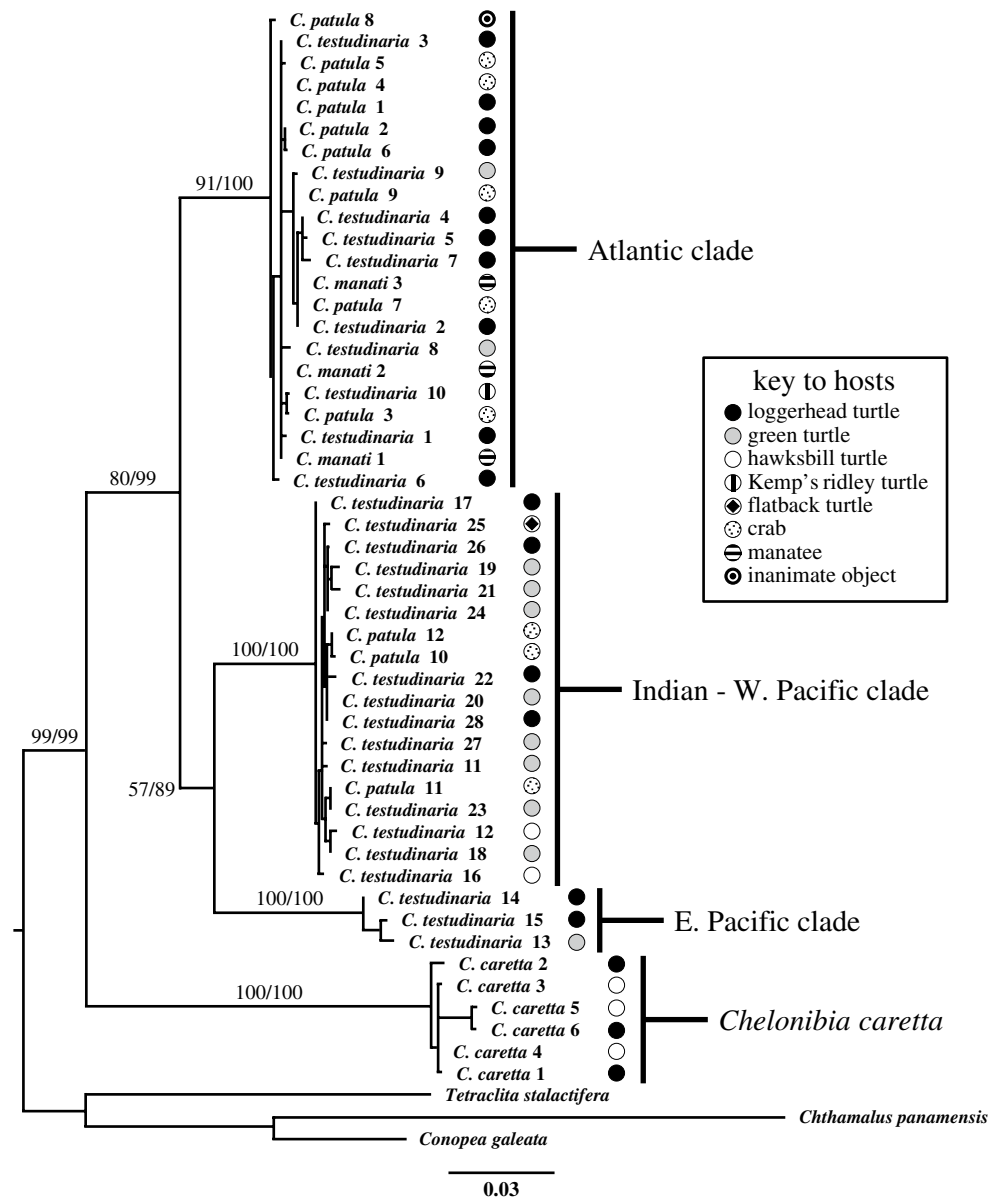 C. patula 8
C. testudinaria 3
C. patula 5
C. patula 4
C. patula 1
C. patula 2
C. patula 6
C. testudinaria 9
91/100
C. patula 9
C. testudinaria 4
C. testudinaria 5
Atlantic clade
C. testudinaria 7
C. manati 3
C. patula 7
C. testudinaria 2
C. testudinaria 8
C. manati 2
C. testudinaria 10
C. patula 3
C. testudinaria 1
C. manati 1
C. testudinaria 6
key to hosts
loggerhead turtle
green turtle
hawksbill turtle
Kemp's ridley turtle
flatback turtle
crab
manatee
inanimate object
80/99
C. testudinaria 17
C. testudinaria 25
C. testudinaria 26
C. testudinaria 19
C. testudinaria 21
C. testudinaria 24
C. patula 12
100/100
C. patula 10
C. testudinaria 22
Indian - W. Pacific clade
C. testudinaria 20
C. testudinaria 28
C. testudinaria 27
C. testudinaria 11
99/99
57/89
C. patula 11
C. testudinaria 23
C. testudinaria 12
C. testudinaria 18
C. testudinaria 16
100/100
C. testudinaria 14
C. testudinaria 15
E. Pacific clade
C. testudinaria 13
C. caretta 2
C. caretta 3
100/100
C. caretta 5
Chelonibia caretta
C. caretta 6
C. caretta 4
C. caretta 1
Tetraclita stalactifera
Chthamalus panamensis
Conopea galeata
0.03